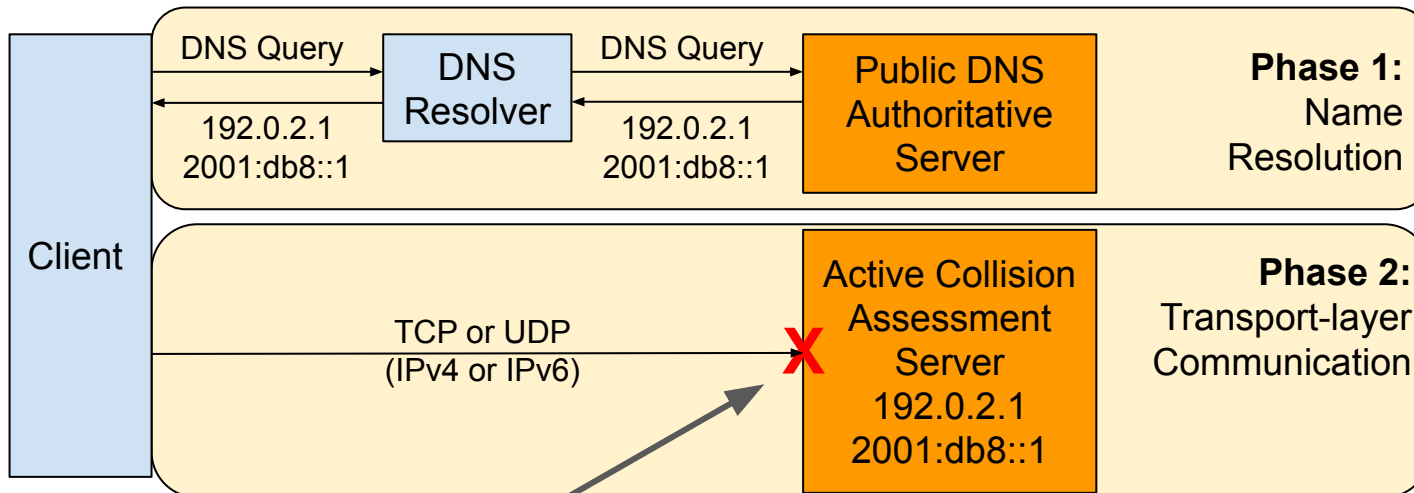 DNS Query
DNS Query
DNS
Resolver
192.0.2.1
2001:db8::1
192.0.2.1
2001:db8::1
Public DNS
Authoritative
Server
Phase 1:
Name
Resolution
Client
TCP or UDP
(IPv4 or IPv6)
X
Active Collision
Assessment
Server
192.0.2.1
2001:db8::1
Phase 2:
Transport-layer
Communication